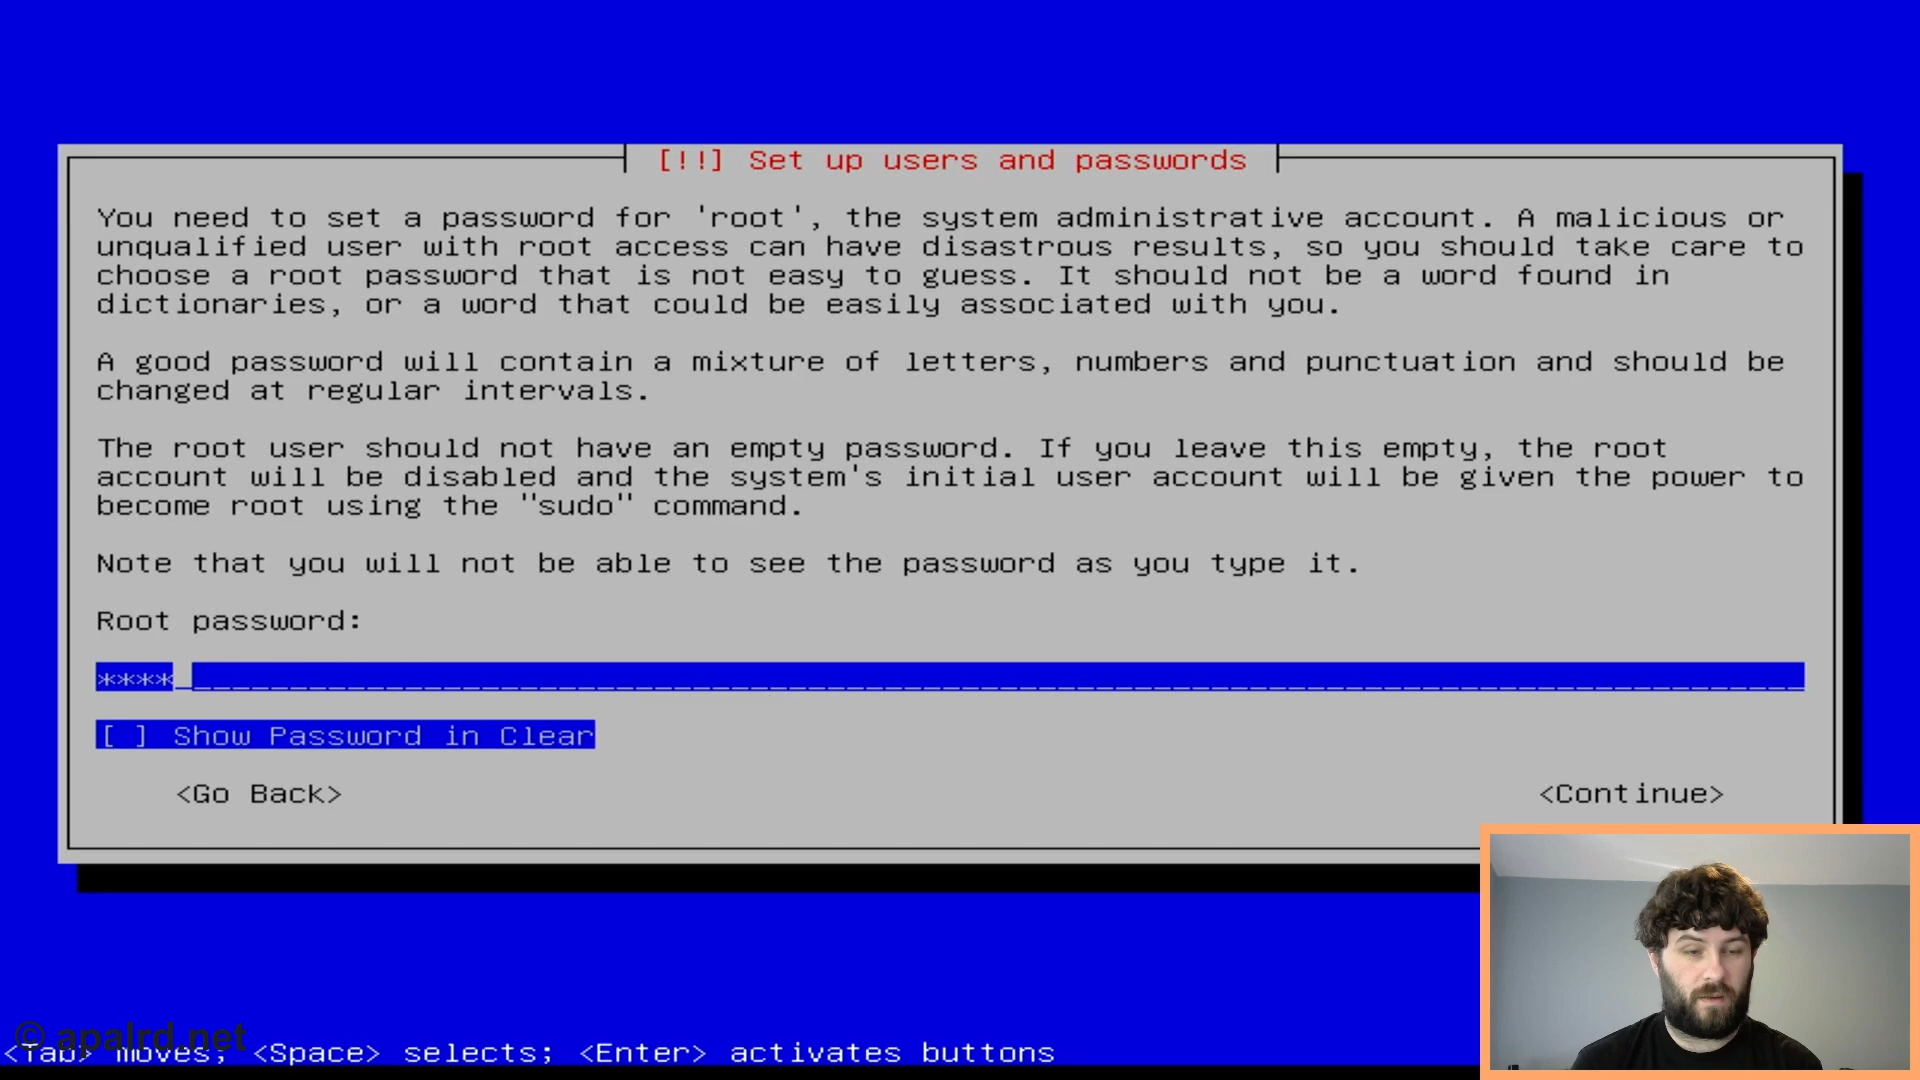 [!!] Set up users and passwords
You need to set a password for 'root', the system administrative account. A malicious or
unqualified user with root access can have disastrous results, so you should take care to
choose a root password that is not easy to guess. It should not be a word found in
dictionaries, or a word that could be easily associated with you.
A good password will contain a mixture of letters, numbers and punctuation and should be
changed at regular intervals.
The root user should not have an empty password. If you leave this empty, the root
account will be disabled and the system's initial user account will be given the power to
become root using the "sudo" command.
Note that you will not be able to see the password as you type it.
Root password:
****
[ ] Show Password in Clear
<Go Back> <Continue>
© apalrd.net
<Tab> moves; <Space> selects; <Enter> activates buttons